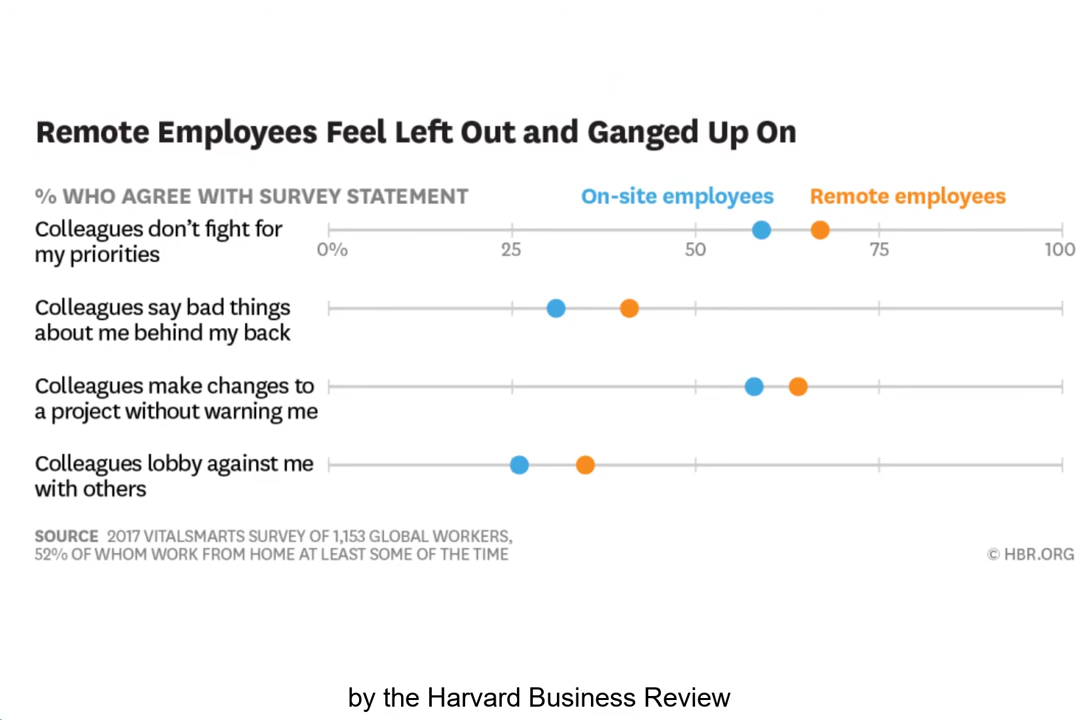 Remote Employees Feel Left Out and Ganged Up On
% WHO AGREE WITH SURVEY STATEMENT
On-site employees
Remote employees
Colleagues don’t fight for
my priorities
0%
25
50
75
100
Colleagues say bad things
about me behind my back
Colleagues make changes to
a project without warning me
Colleagues lobby against me
with others
SOURCE 2017 VITALSMARTS SURVEY OF 1,153 GLOBAL WORKERS,
52% OF WHOM WORK FROM HOME AT LEAST SOME OF THE TIME
© HBR.ORG
by the Harvard Business Review